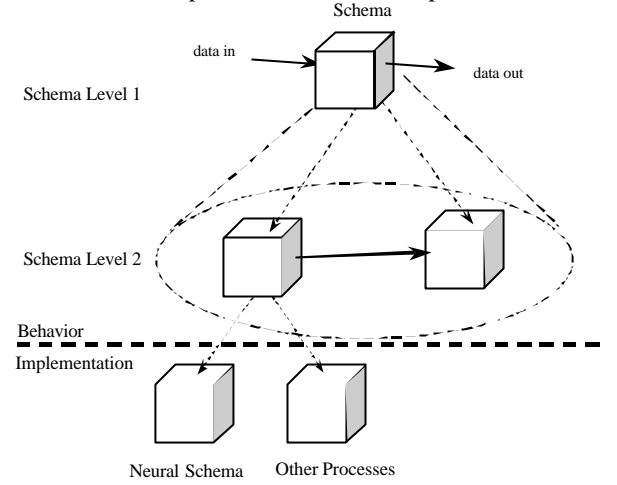 Schema
data in
data out
Schema Level 1
Schema Level 2
Behavior
Implementation
Neural Schema
Other Processes